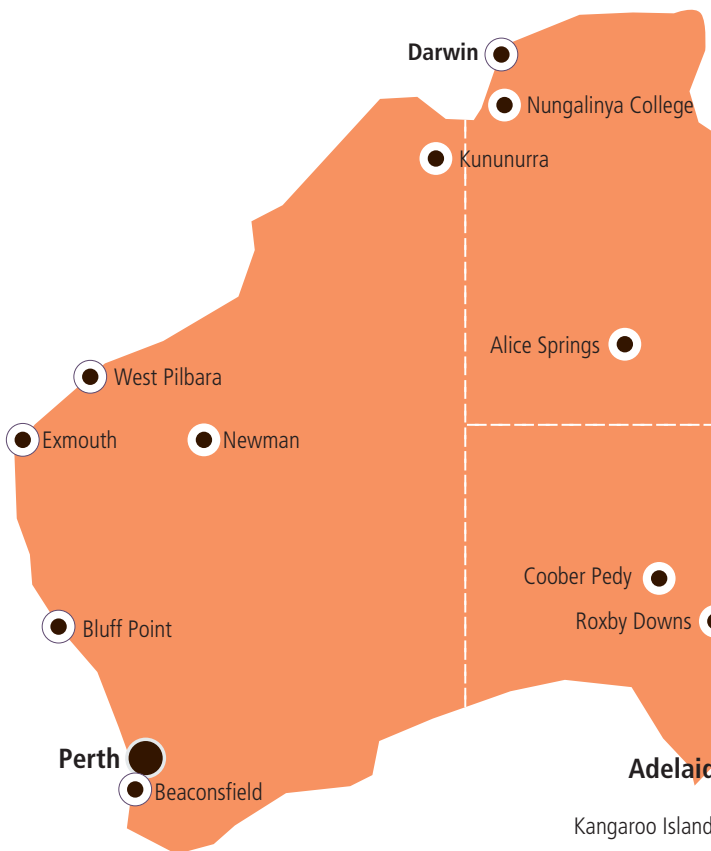 Darwin
Nungalinya College
Kununurra
Alice Springs
West Pilbara
Exmouth
Newman
Coober Pedy
Roxby Downs
Bluff Point
Perth
Adelaid
Beaconsfield
Kangaroo Island